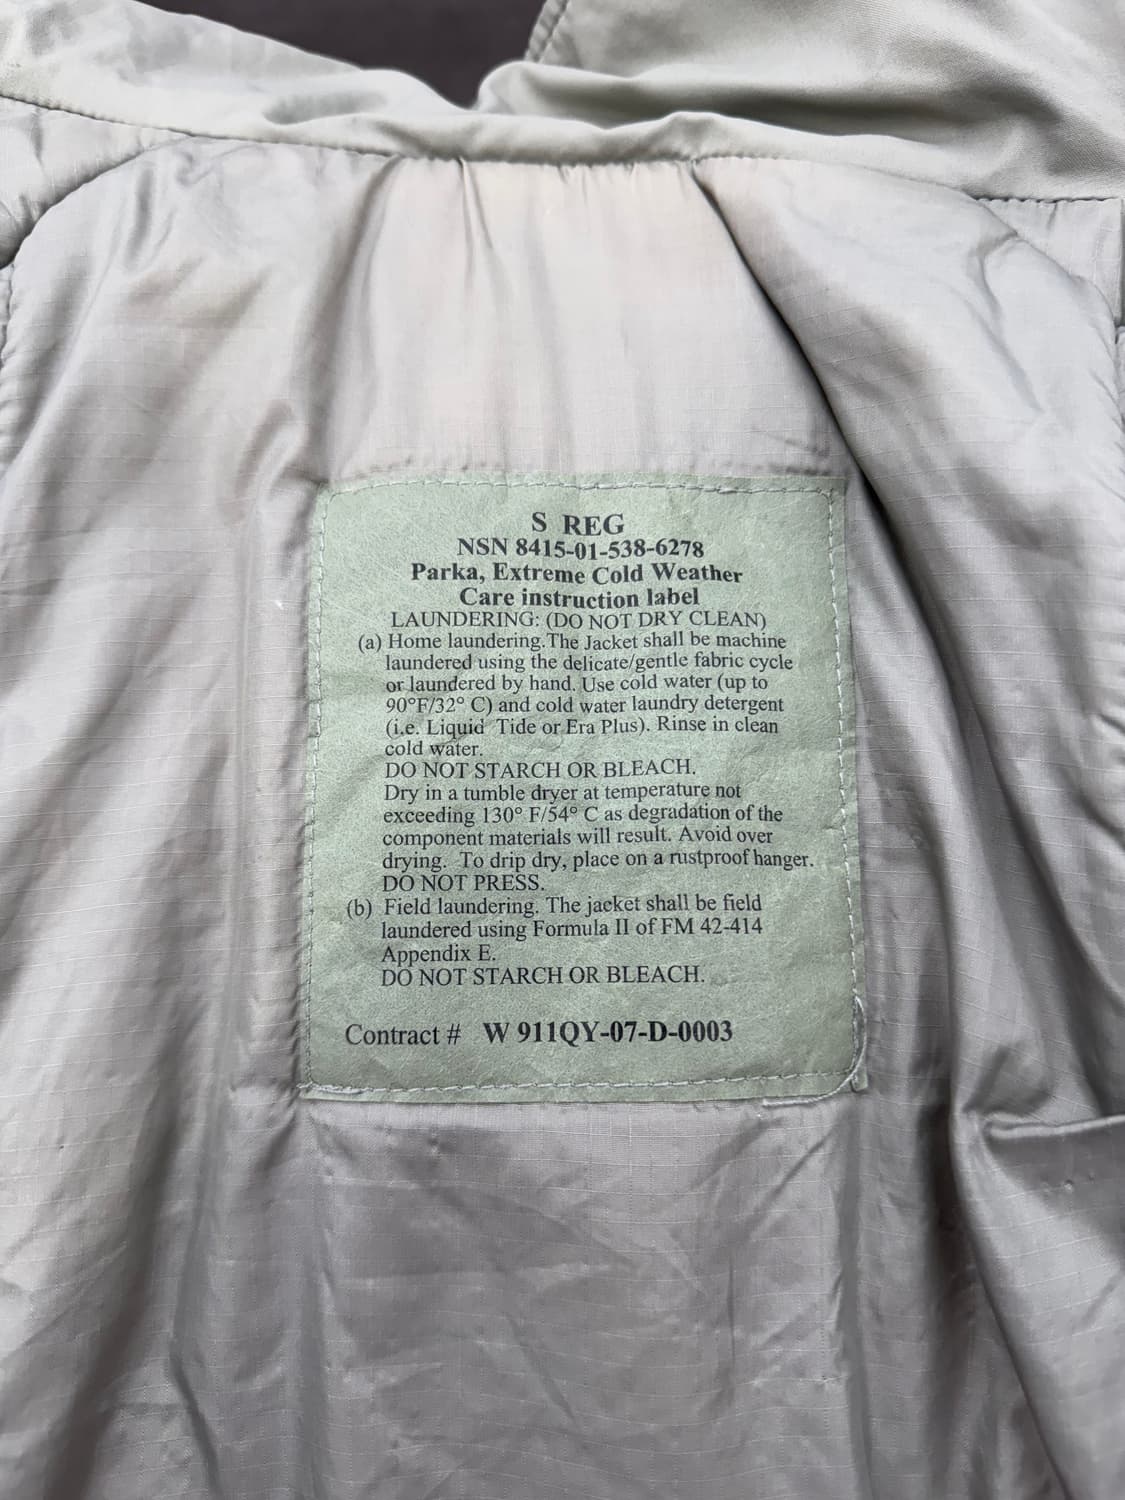 S REG
NSN 8415-01-538-6278
Parka, Extreme Cold Weather
Care instruction label
LAUNDERING: (DO NOT DRY CLEAN)
(a) Home laundering.The Jacket shall be machine
laundered using the delicate/gentle fabric cycle
or laundered by hand. Use cold water (up to
90°F/32° C) and cold water laundry detergent
(i.e. Liquid Tide or Era Plus). Rinse in clean
cold water.
DO NOT STARCH OR BLEACH.
Dry in a tumble dryer at temperature not
exceeding 130° F/54° C as degradation of the
component materials will result. Avoid over
drying. To drip dry, place on a rustproof hanger.
DO NOT PRESS.
(b) Field laundering. The jacket shall be field
laundered using Formula II of FM 42-414
Appendix E.
DO NOT STARCH OR BLEACH.
Contract # W 911QY-07-D-0003